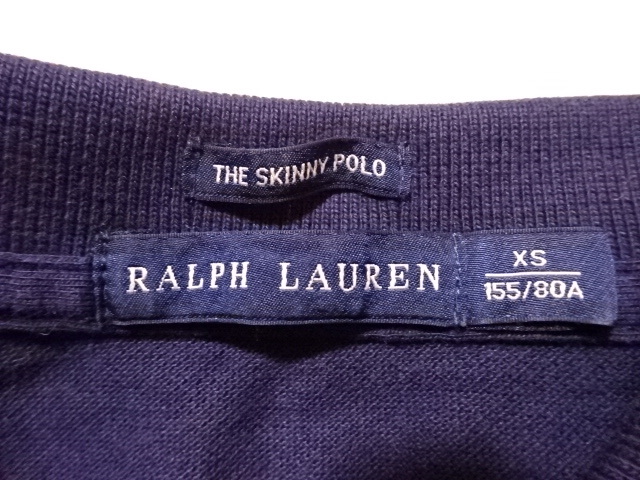 THE SKINNY POLO
RALPH LAUREN
XS
155/80A